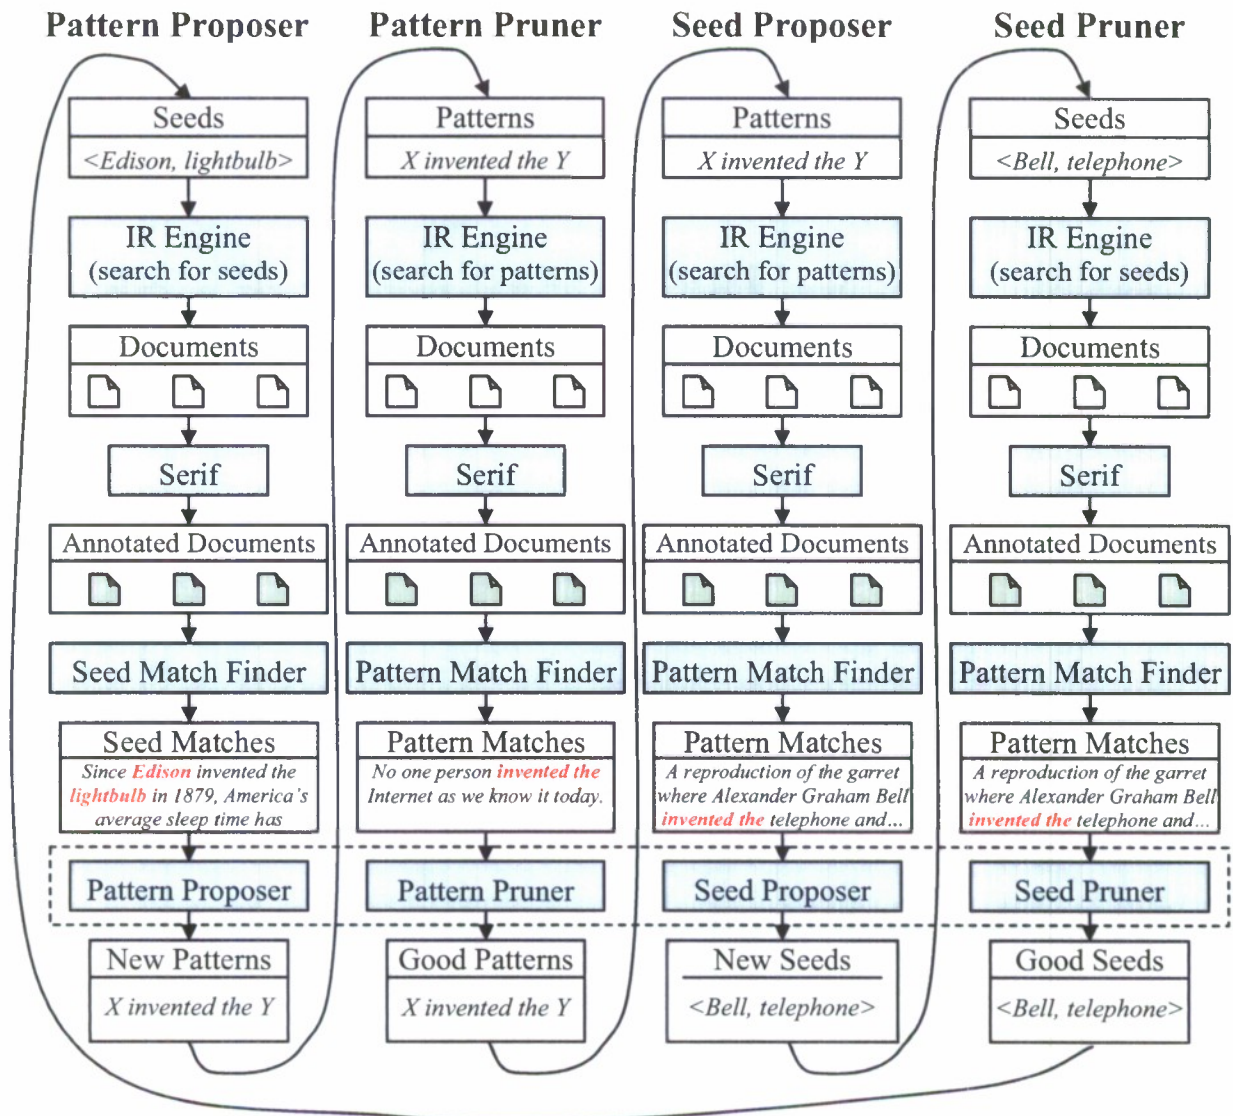 Pattern Proposer
Seeds
<Edison, lightbulb>
IR Engine
(search for seeds)
Documents
Serif
Annotated Documents
Seed Match Finder
Seed Matches
Since Edison invented the
lightbulb in 1879, America's
average sleep time has
Pattern Proposer
New Patterns
X invented the Y
Pattern Pruner
Patterns
X invented the Y
IR Engine
(search for patterns)
Documents
Serif
Annotated Documents
Pattern Match Finder
Pattern Matches
No one person invented the
Internet as we know it today.
Pattern Pruner
Good Patterns
X invented the Y
Seed Proposer
Patterns
X invented the Y
IR Engine
(search for patterns)
Documents
Serif
Annotated Documents
Pattern Match Finder
Pattern Matches
A reproduction of the garret
where Alexander Graham Bell
invented the telephone and...
Seed Proposer
New Seeds
<Bell, telephone>
Seed Pruner
Seeds
<Bell, telephone>
IR Engine
(search for seeds)
Documents
Serif
Annotated Documents
Pattern Match Finder
Pattern Matches
A reproduction of the garret
where Alexander Graham Bell
invented the telephone and...
Seed Pruner
Good Seeds
<Bell, telephone>